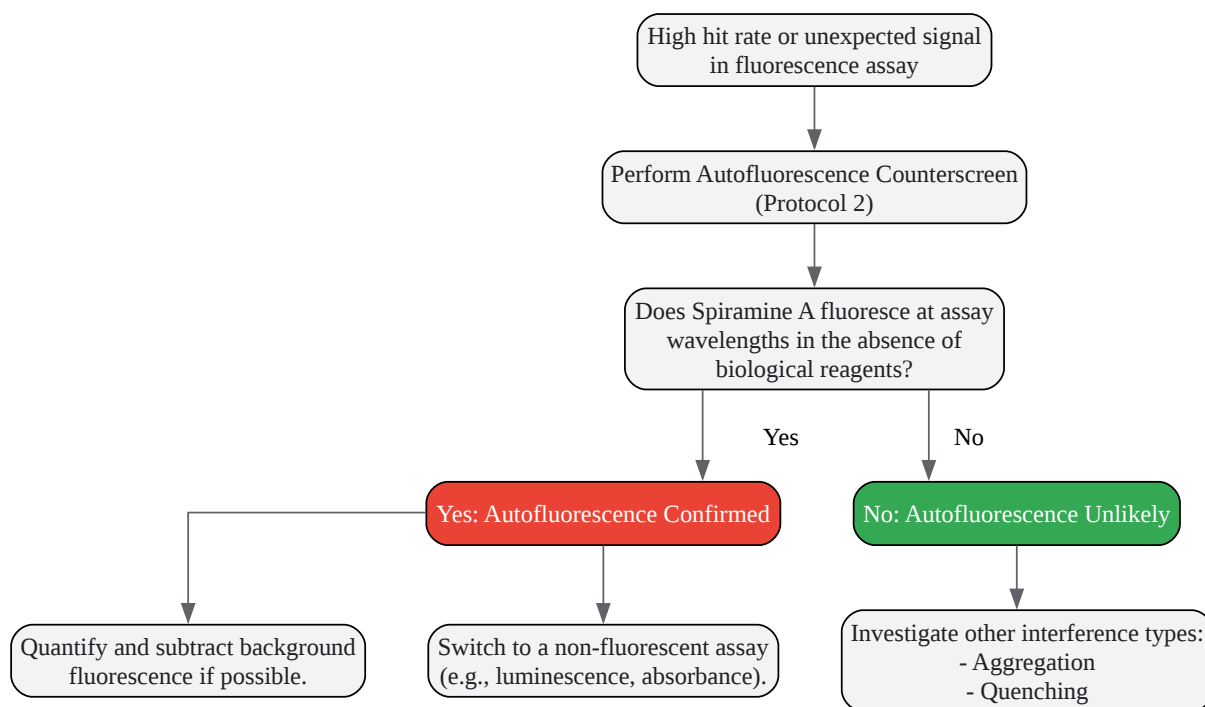 High hit rate or unexpected signal
in fluorescence assay
Perform Autofluorescence Counterscreen
(Protocol 2)
Does Spiramine A fluoresce at assay
wavelengths in the absence of
biological reagents?
Yes
No
Yes: Autofluorescence Confirmed
No: Autofluorescence Unlikely
Quantify and subtract background
fluorescence if possible.
Switch to a non-fluorescent assay
(e.g., luminescence, absorbance).
Investigate other interference types:
- Aggregation
- Quenching